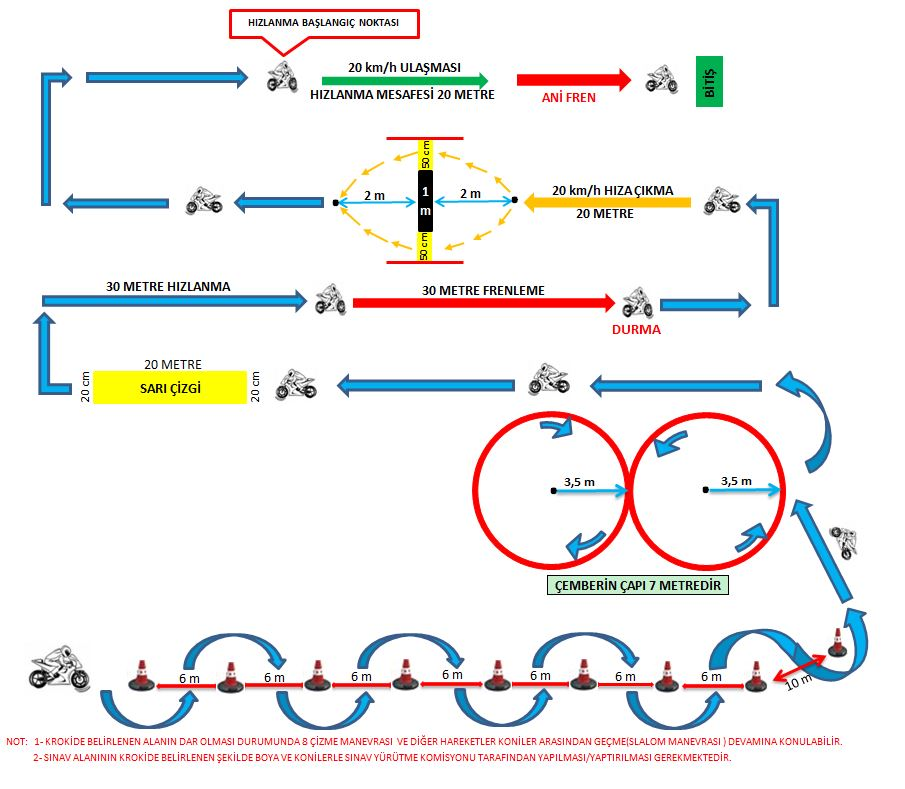 HIZLANMA BAŞLANGIÇ NOKTASI
20 km/h ULAŞMASI
HIZLANMA MESAFESİ 20 METRE
ANİ FREN
BİTİŞ
50 cm
2 m
1 m
2 m
50 cm
20 km/h HIZA ÇIKMA
20 METRE
30 METRE HIZLANMA
30 METRE FRENLEME
DURMA
20 METRE
20 cm
SARI ÇİZGİ
20 cm
3,5 m
3,5 m
ÇEMBERİN ÇAPI 7 METREDİR
6 m
6 m
6 m
6 m
6 m
6 m
6 m
10 m
NOT: 1- KROKİDE BELİRLENEN ALANIN DAR OLMASI DURUMUNDA 8 ÇİZME MANEVRASI VE DİĞER HAREKETLER KONİLER ARASINDAN GEÇME(SLALOM MANEVRASI ) DEVAMINA KONULABİLİR.
2- SINAV ALANININ KROKİDE BELİRLENEN ŞEKİLDE BOYA VE KONİLERLE SINAV YÜRÜTME KOMİSYONU TARAFINDAN YAPILMASI/YAPTIRILMASI GEREKMEKTEDİR.